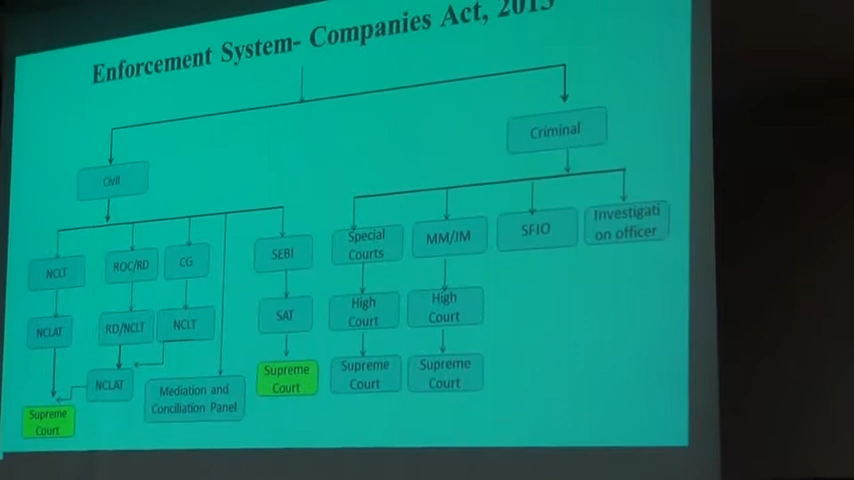 Enforcement System- Companies Act, 2013
Civil
Criminal
NCLT
ROC/RD
CG
SEBI
Special
Courts
MM/JM
SFIO
Investigati
on officer
NCLAT
RD/NCLT
NCLT
SAT
High
Court
High
Court
NCLAT
Mediation and
Conciliation Panel
Supreme
Court
Supreme
Court
Supreme
Court
Supreme
Court